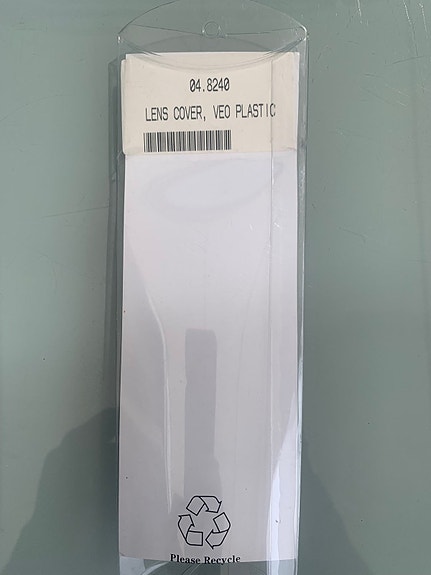 04.8240
LENS COVER, VEO PLASTIC
Please Recycle